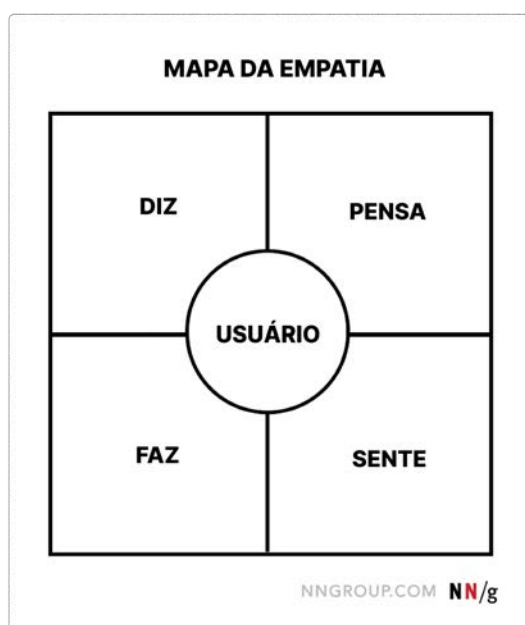 MAPA DA EMPATIA
DIZ
PENSA
USUÁRIO
FAZ
SENTE
NNGROUP.COM NN/g